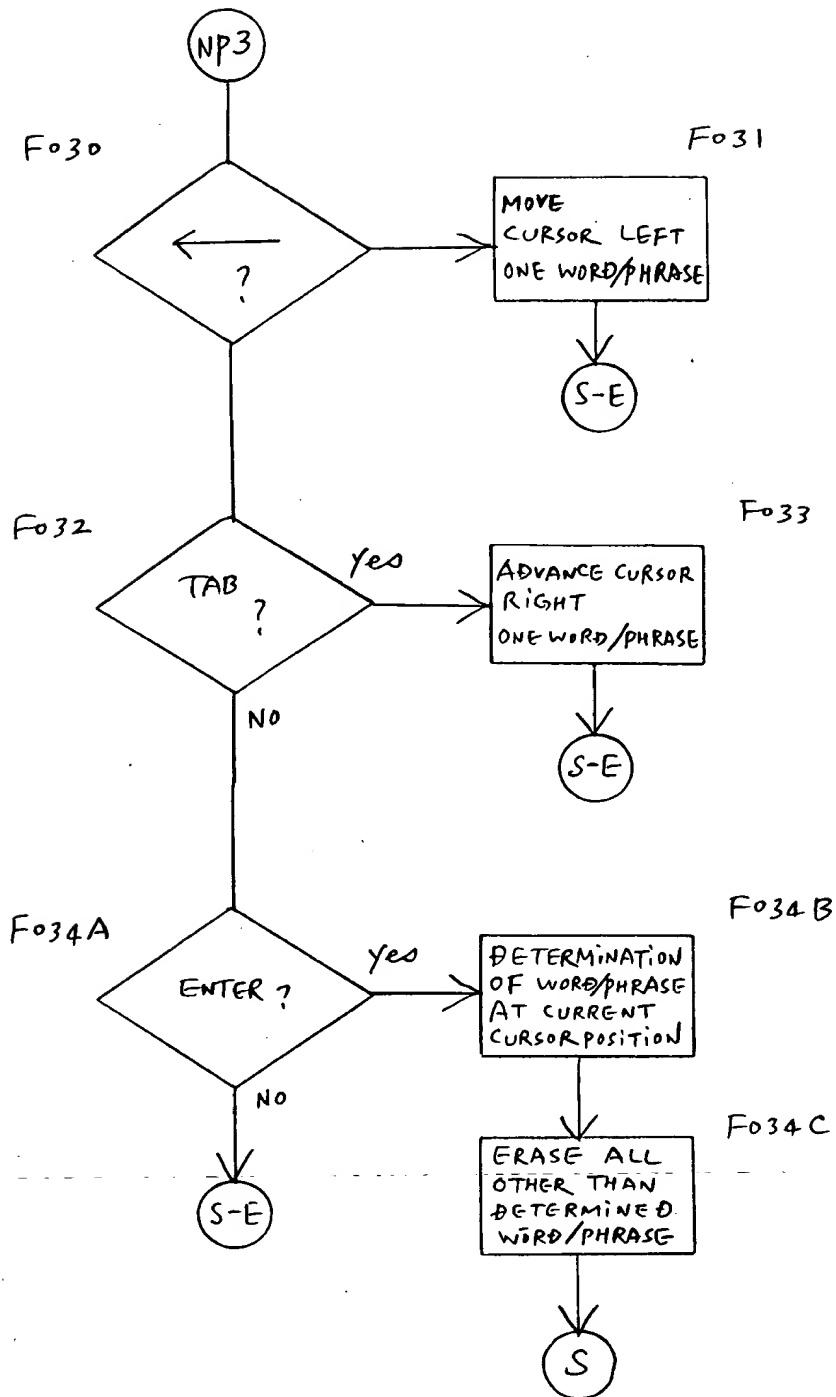 NP3
F030
F031
?
MOVE
CURSOR LEFT
ONE WORD/PHRASE
S-E
F032
F033
TAB
?
Yes
ADVANCE CURSOR
RIGHT
ONE WORD/PHRASE
NO
S-E
F034A
F034B
ENTER ?
Yes
DETERMINATION
OF WORD/PHRASE
AT CURRENT
CURSOR POSITION
NO
F034C
S-E
ERASE ALL
OTHER THAN
DETERMINED
WORD/PHRASE
S